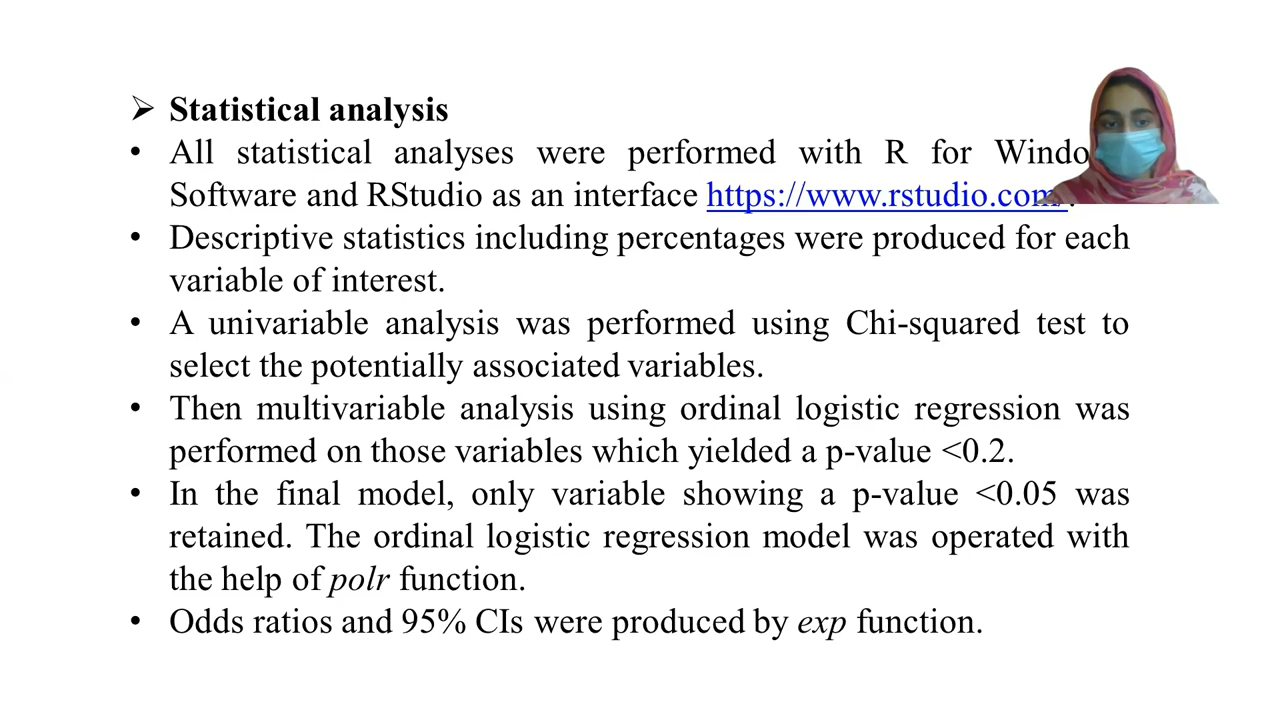 ➢ Statistical analysis
• All statistical analyses were performed with R for Windo
Software and RStudio as an interface https://www.rstudio.com/.
• Descriptive statistics including percentages were produced for each
variable of interest.
• A univariable analysis was performed using Chi-squared test to
select the potentially associated variables.
• Then multivariable analysis using ordinal logistic regression was
performed on those variables which yielded a p-value <0.2.
• In the final model, only variable showing a p-value <0.05 was
retained. The ordinal logistic regression model was operated with
the help of polr function.
• Odds ratios and 95% CIs were produced by exp function.